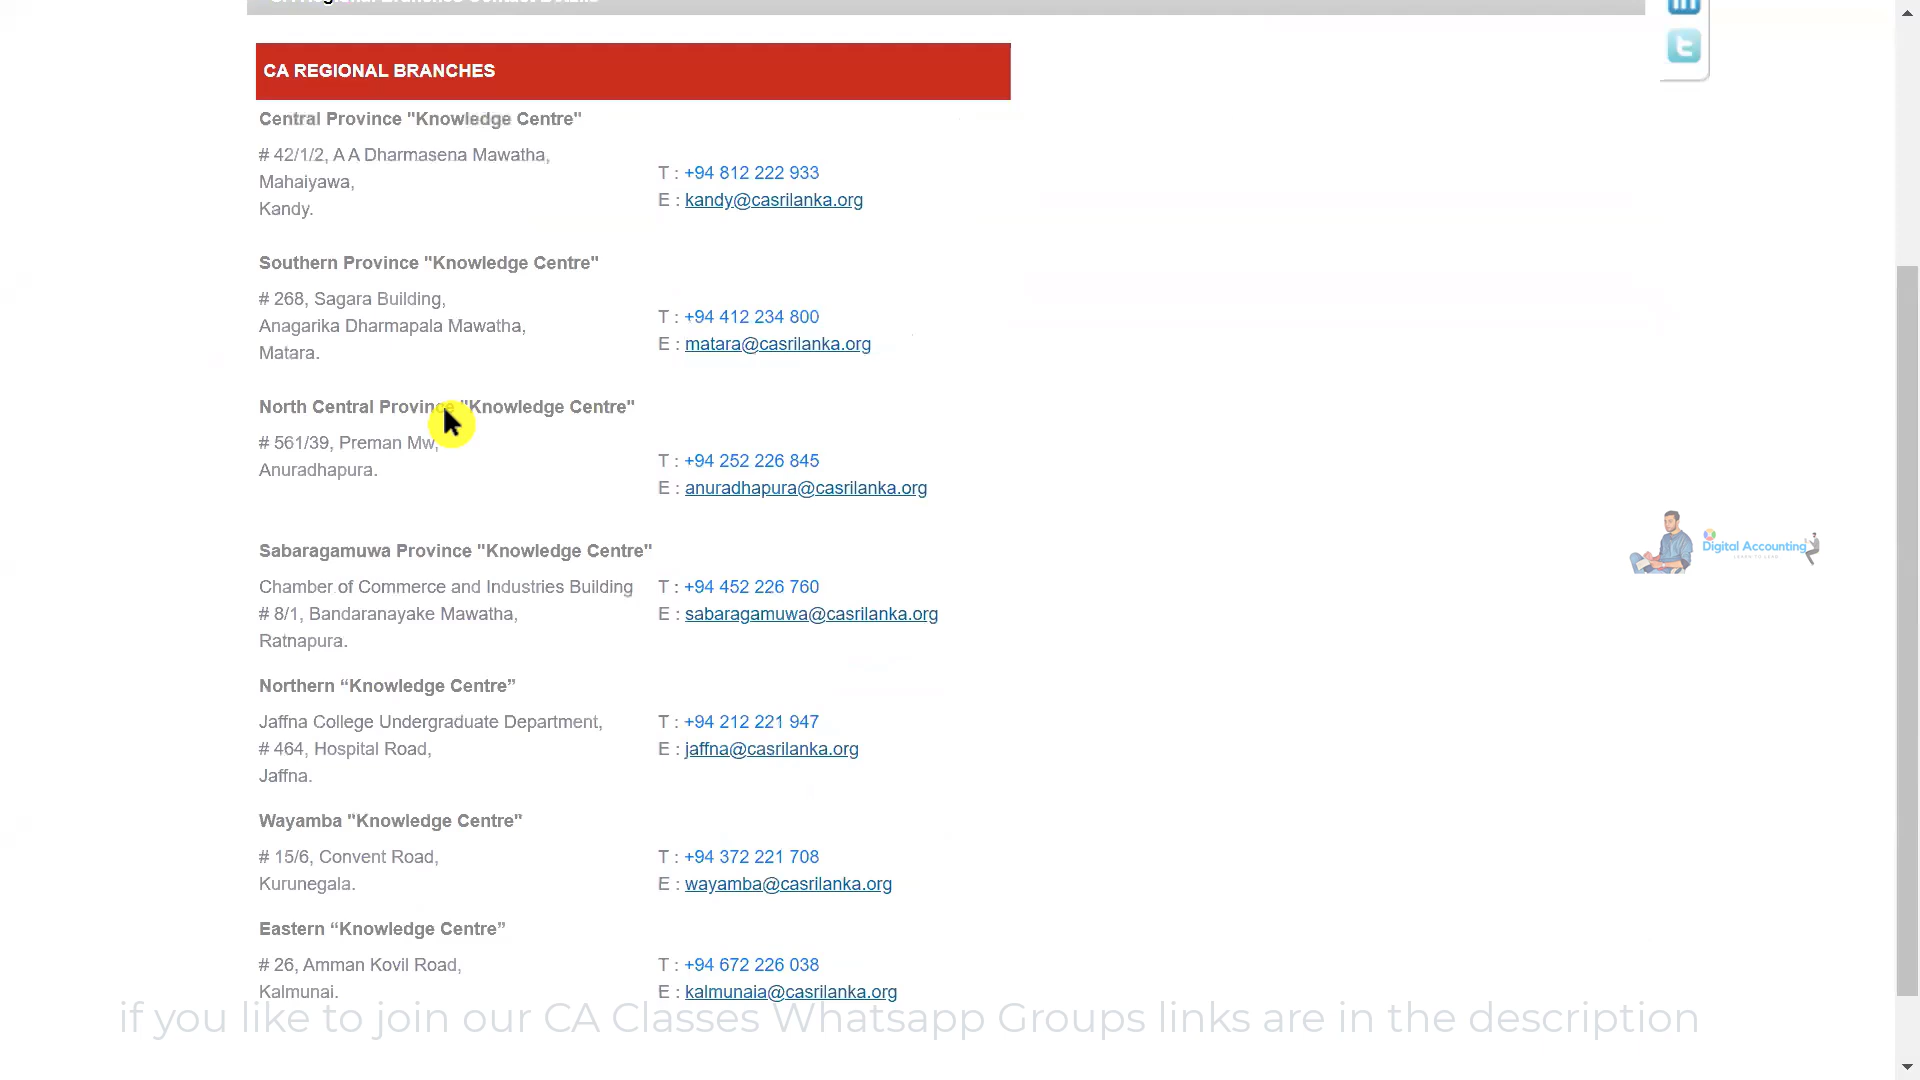 CA Regional Branches Contact Details
CA REGIONAL BRANCHES
Central Province "Knowledge Centre"
# 42/1/2, A A Dharmasena Mawatha,
Mahaiyawa,
Kandy.
T : +94 812 222 933
E : kandy@casrilanka.org
Southern Province "Knowledge Centre"
# 268, Sagara Building,
Anagarika Dharmapala Mawatha,
Matara.
T : +94 412 234 800
E : matara@casrilanka.org
North Central Province "Knowledge Centre"
# 561/39, Preman Mw,
Anuradhapura.
T : +94 252 226 845
E : anuradhapura@casrilanka.org
Sabaragamuwa Province "Knowledge Centre"
Chamber of Commerce and Industries Building
# 8/1, Bandaranayake Mawatha,
Ratnapura.
T : +94 452 226 760
E : sabaragamuwa@casrilanka.org
Northern “Knowledge Centre”
Jaffna College Undergraduate Department,
# 464, Hospital Road,
Jaffna.
T : +94 212 221 947
E : jaffna@casrilanka.org
Wayamba "Knowledge Centre"
# 15/6, Convent Road,
Kurunegala.
T : +94 372 221 708
E : wayamba@casrilanka.org
Eastern “Knowledge Centre”
# 26, Amman Kovil Road,
Kalmunai.
T : +94 672 226 038
E : kalmunaia@casrilanka.org
Digital Accounting
if you like to join our CA Classes Whatsapp Groups links are in the description